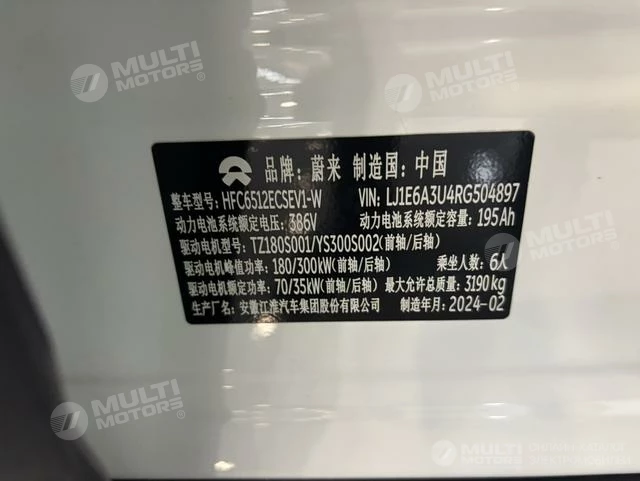 MULTI
MOTORS
MULTI
MOTORS
品牌：蔚来 制造国：中国
整车型号：HFC6512ECSEV1-W VIN：LJ1E6A3U4RG504897
动力电池系统额定电压：386V 动力电池系统额定容量：195Ah
驱动电机型号：TZ180S001/YS300S002(前轴/后轴)
驱动电机峰值功率：180/300kW(前轴/后轴) 乘坐人数：6人
驱动电机额定功率：70/35kW(前轴/后轴) 最大允许总质量：3190kg
生产厂名：安徽江淮汽车集团股份有限公司 制造年月：2024-02
MULTI
MOTORS
MULTI
MOTORS